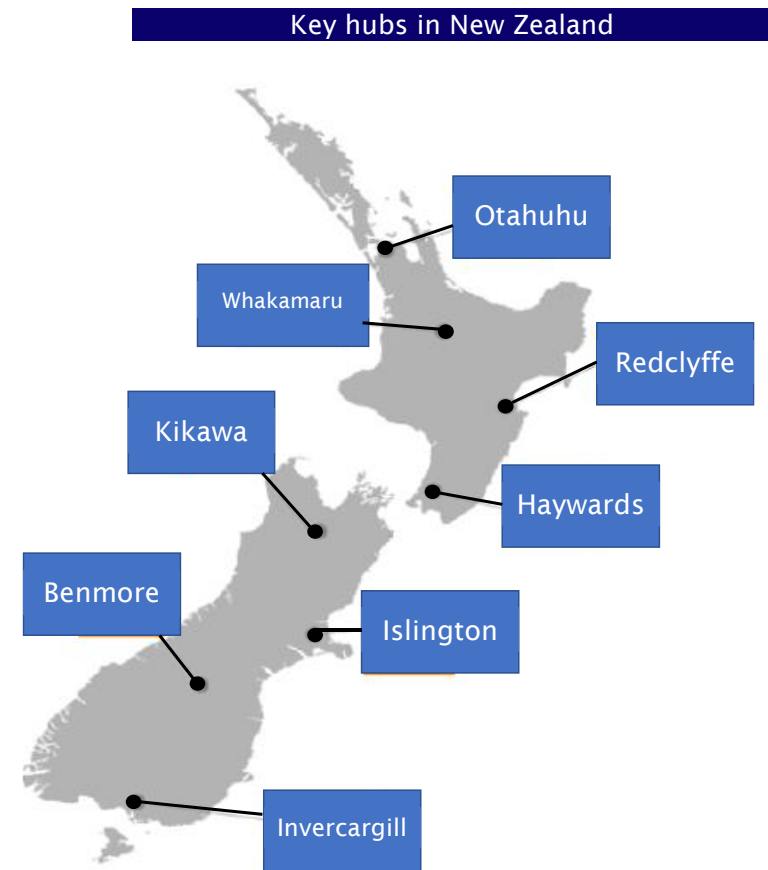 Key hubs in New Zealand
Otahuhu
Whakamaru
Redclyffe
Kikawa
Haywards
Benmore
Islington
Invercargill